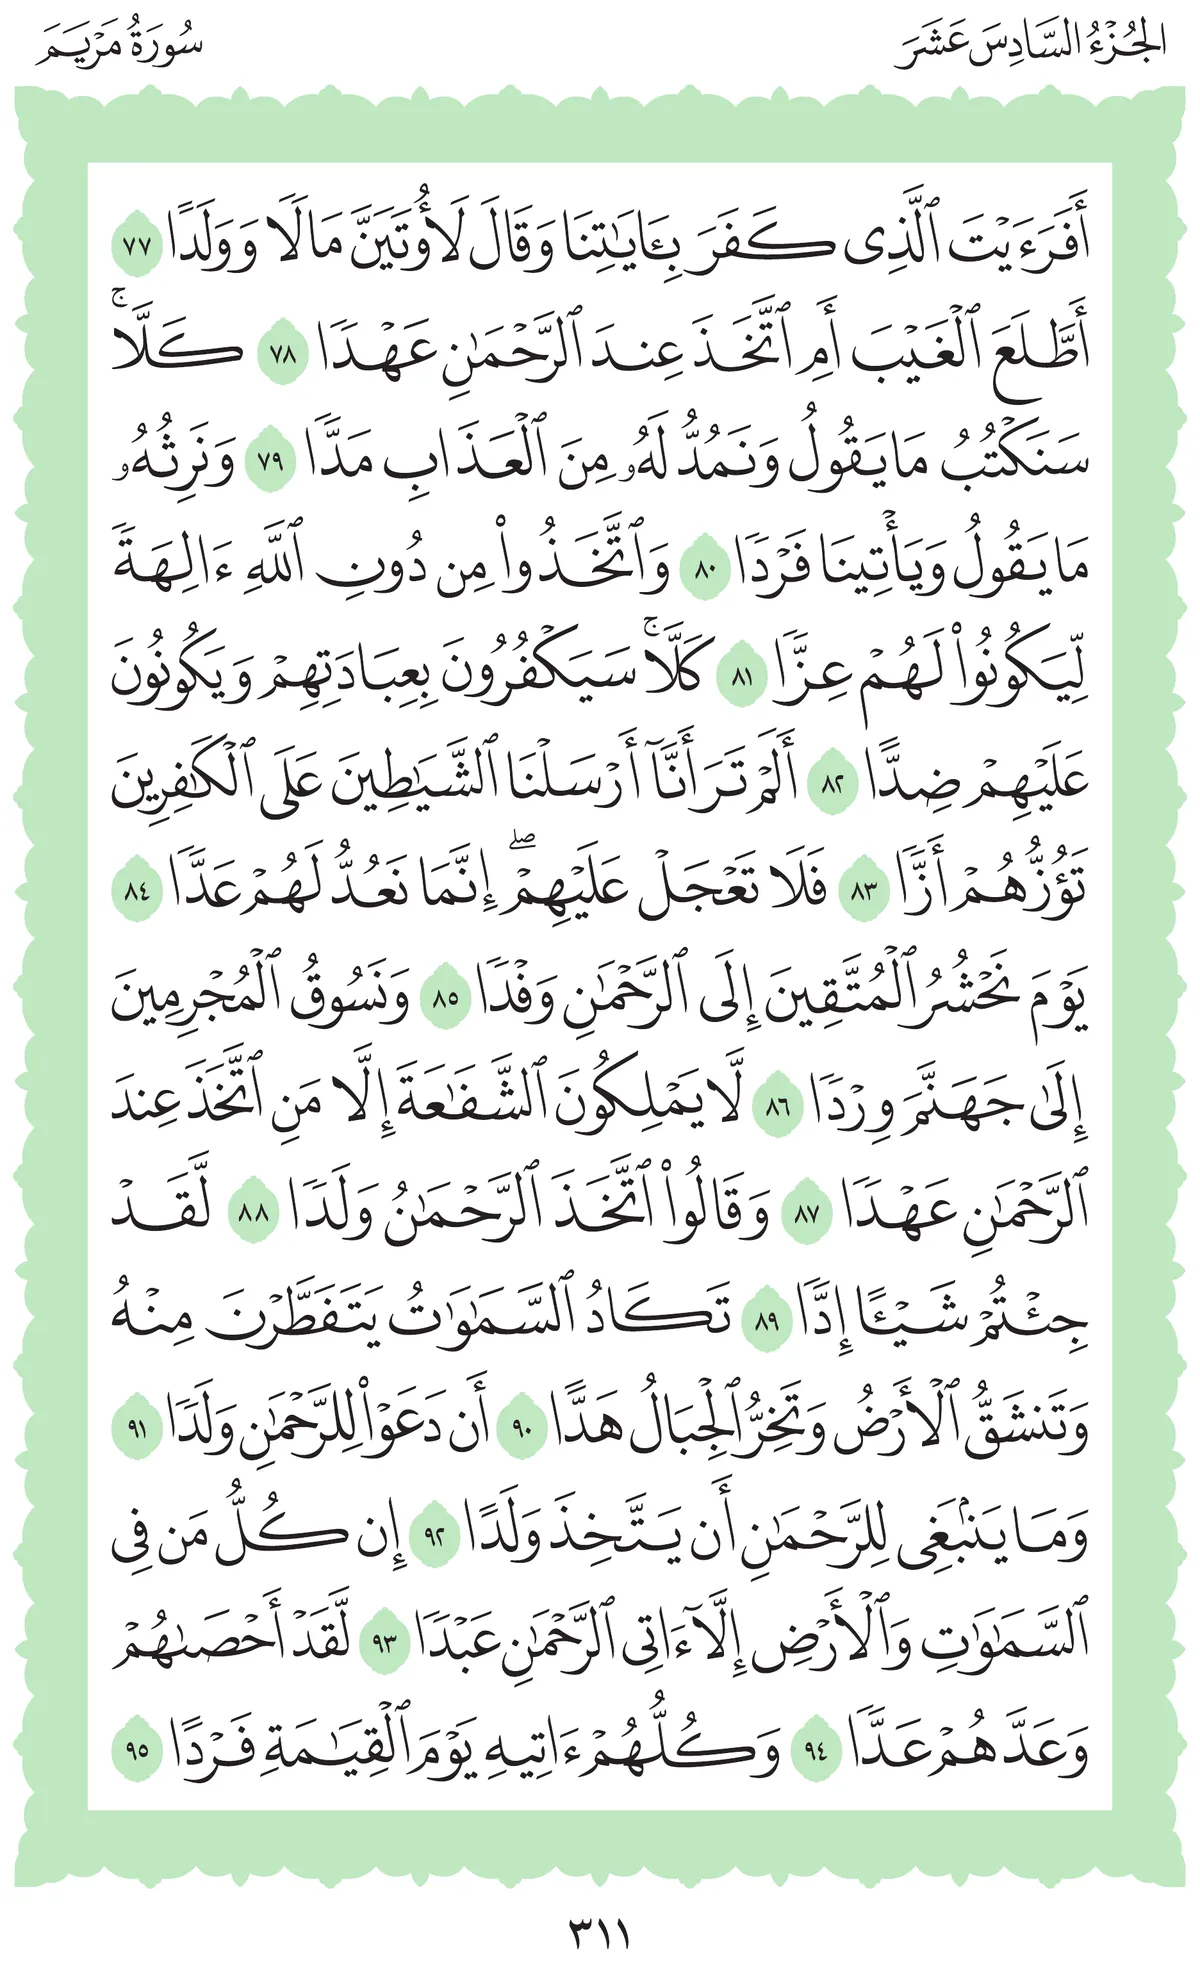 الجُزْءُ السَّادِسَ عَشَرَ
سُورَةُ مَرْيَمَ
أَفَرَءَيْتَ ٱلَّذِى كَفَرَ بِـَٔايَٰتِنَا وَقَالَ لَأُوتَيَنَّ مَالًا وَوَلَدًا ٧٧
أَطَّلَعَ ٱلْغَيْبَ أَمِ ٱتَّخَذَ عِندَ ٱلرَّحْمَٰنِ عَهْدًا ٧٨ كَلَّاۚ
سَنَكْتُبُ مَا يَقُولُ وَنَمُدُّ لَهُۥ مِنَ ٱلْعَذَابِ مَدًّا ٧٩ وَنَرِثُهُۥ
مَا يَقُولُ وَيَأْتِينَا فَرْدًا ٨٠ وَٱتَّخَذُوا۟ مِن دُونِ ٱللَّهِ ءَالِهَةً
لِّيَكُونُوا۟ لَهُمْ عِزًّا ٨١ كَلَّاۚ سَيَكْفُرُونَ بِعِبَادَتِهِمْ وَيَكُونُونَ
عَلَيْهِمْ ضِدًّا ٨٢ أَلَمْ تَرَ أَنَّآ أَرْسَلْنَا ٱلشَّيَٰطِينَ عَلَى ٱلْكَٰفِرِينَ
تَؤُزُّهُمْ أَزًّا ٨٣ فَلَا تَعْجَلْ عَلَيْهِمْۖ إِنَّمَا نَعُدُّ لَهُمْ عَدًّا ٨٤
يَوْمَ نَحْشُرُ ٱلْمُتَّقِينَ إِلَى ٱلرَّحْمَٰنِ وَفْدًا ٨٥ وَنَسُوقُ ٱلْمُجْرِمِينَ
إِلَىٰ جَهَنَّمَ وِرْدًا ٨٦ لَّا يَمْلِكُونَ ٱلشَّفَٰعَةَ إِلَّا مَنِ ٱتَّخَذَ عِندَ
ٱلرَّحْمَٰنِ عَهْدًا ٨٧ وَقَالُوا۟ ٱتَّخَذَ ٱلرَّحْمَٰنُ وَلَدًا ٨٨ لَّقَدْ
جِئْتُمْ شَيْـًٔا إِدًّا ٨٩ تَكَادُ ٱلسَّمَٰوَٰتُ يَتَفَطَّرْنَ مِنْهُ
وَتَنشَقُّ ٱلْأَرْضُ وَتَخِرُّ ٱلْجِبَالُ هَدًّا ٩٠ أَن دَعَوْا۟ لِلرَّحْمَٰنِ وَلَدًا ٩١
وَمَا يَنۢبَغِى لِلرَّحْمَٰنِ أَن يَتَّخِذَ وَلَدًا ٩٢ إِن كُلُّ مَن فِى
ٱلسَّمَٰوَٰتِ وَٱلْأَرْضِ إِلَّآ ءَاتِى ٱلرَّحْمَٰنِ عَبْدًا ٩٣ لَّقَدْ أَحْصَىٰهُمْ
وَعَدَّهُمْ عَدًّا ٩٤ وَكُلُّهُمْ ءَاتِيهِ يَوْمَ ٱلْقِيَٰمَةِ فَرْدًا ٩٥
٣١١